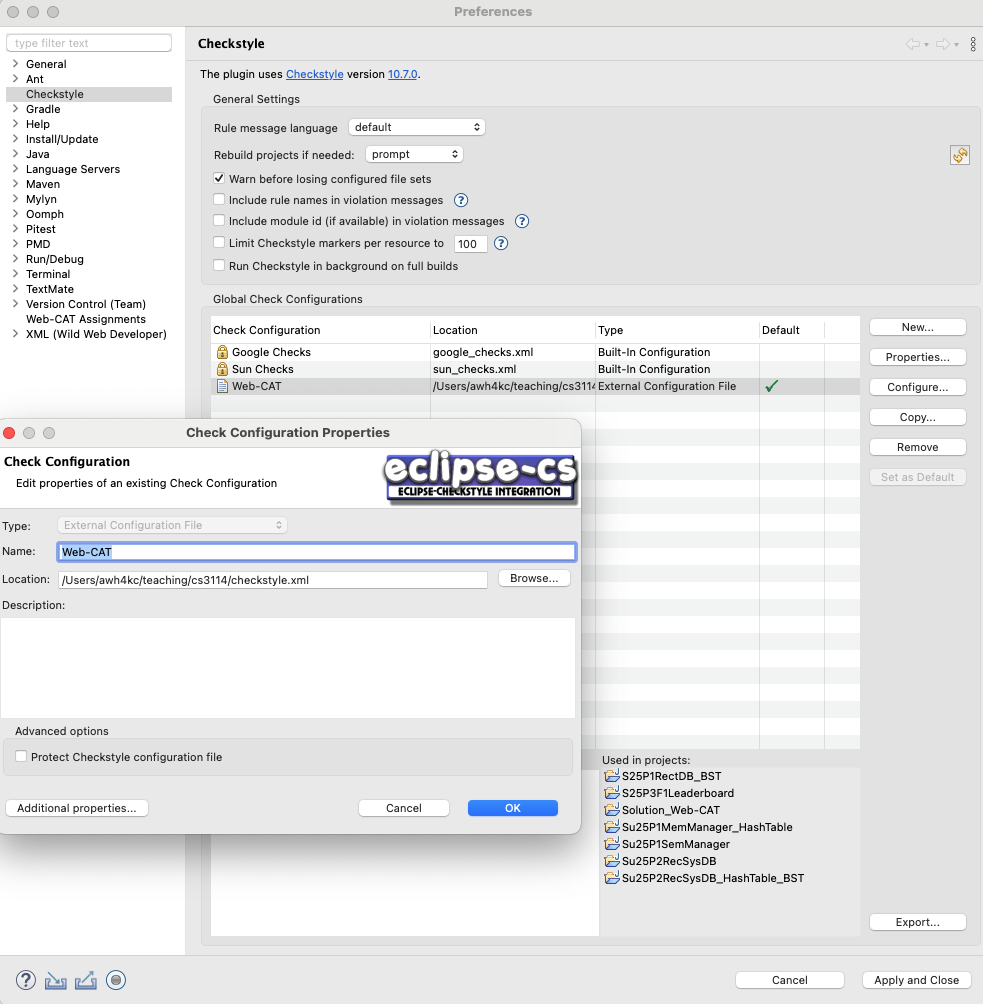 Preferences
type filter text
General
Ant
Checkstyle
Gradle
Help
Install/Update
Java
Language Servers
Maven
Mylyn
Oomph
Pitest
PMD
Run/Debug
Terminal
TextMate
Version Control (Team)
Web-CAT Assignments
XML (Wild Web Developer)
Checkstyle
The plugin uses Checkstyle version 10.7.0.
General Settings
Rule message language default
Rebuild projects if needed: prompt
Warn before losing configured file sets
Include rule names in violation messages ?
Include module id (if available) in violation messages ?
Limit Checkstyle markers per resource to 100 ?
Run Checkstyle in background on full builds
Global Check Configurations
Check Configuration Location Type Default
Google Checks google_checks.xml Built-In Configuration
Sun Checks sun_checks.xml Built-In Configuration
Web-CAT /Users/awh4kc/teaching/cs3114 External Configuration File
New...
Properties...
Configure...
Copy...
Remove
Set as Default
Check Configuration Properties
Check Configuration
Edit properties of an existing Check Configuration
eclipse-cs
ECLIPSE-CHECKSTYLE INTEGRATION
Type: External Configuration File
Name: Web-CAT
Location: /Users/awh4kc/teaching/cs3114/checkstyle.xml Browse...
Description:
Advanced options
Protect Checkstyle configuration file
Additional properties... Cancel OK
Used in projects:
S25P1RectDB_BST
S25P3F1Leaderboard
Solution_Web-CAT
Su25P1MemManager_HashTable
Su25P1SemManager
Su25P2RecSysDB
Su25P2RecSysDB_HashTable_BST
Export...
? Cancel Apply and Close